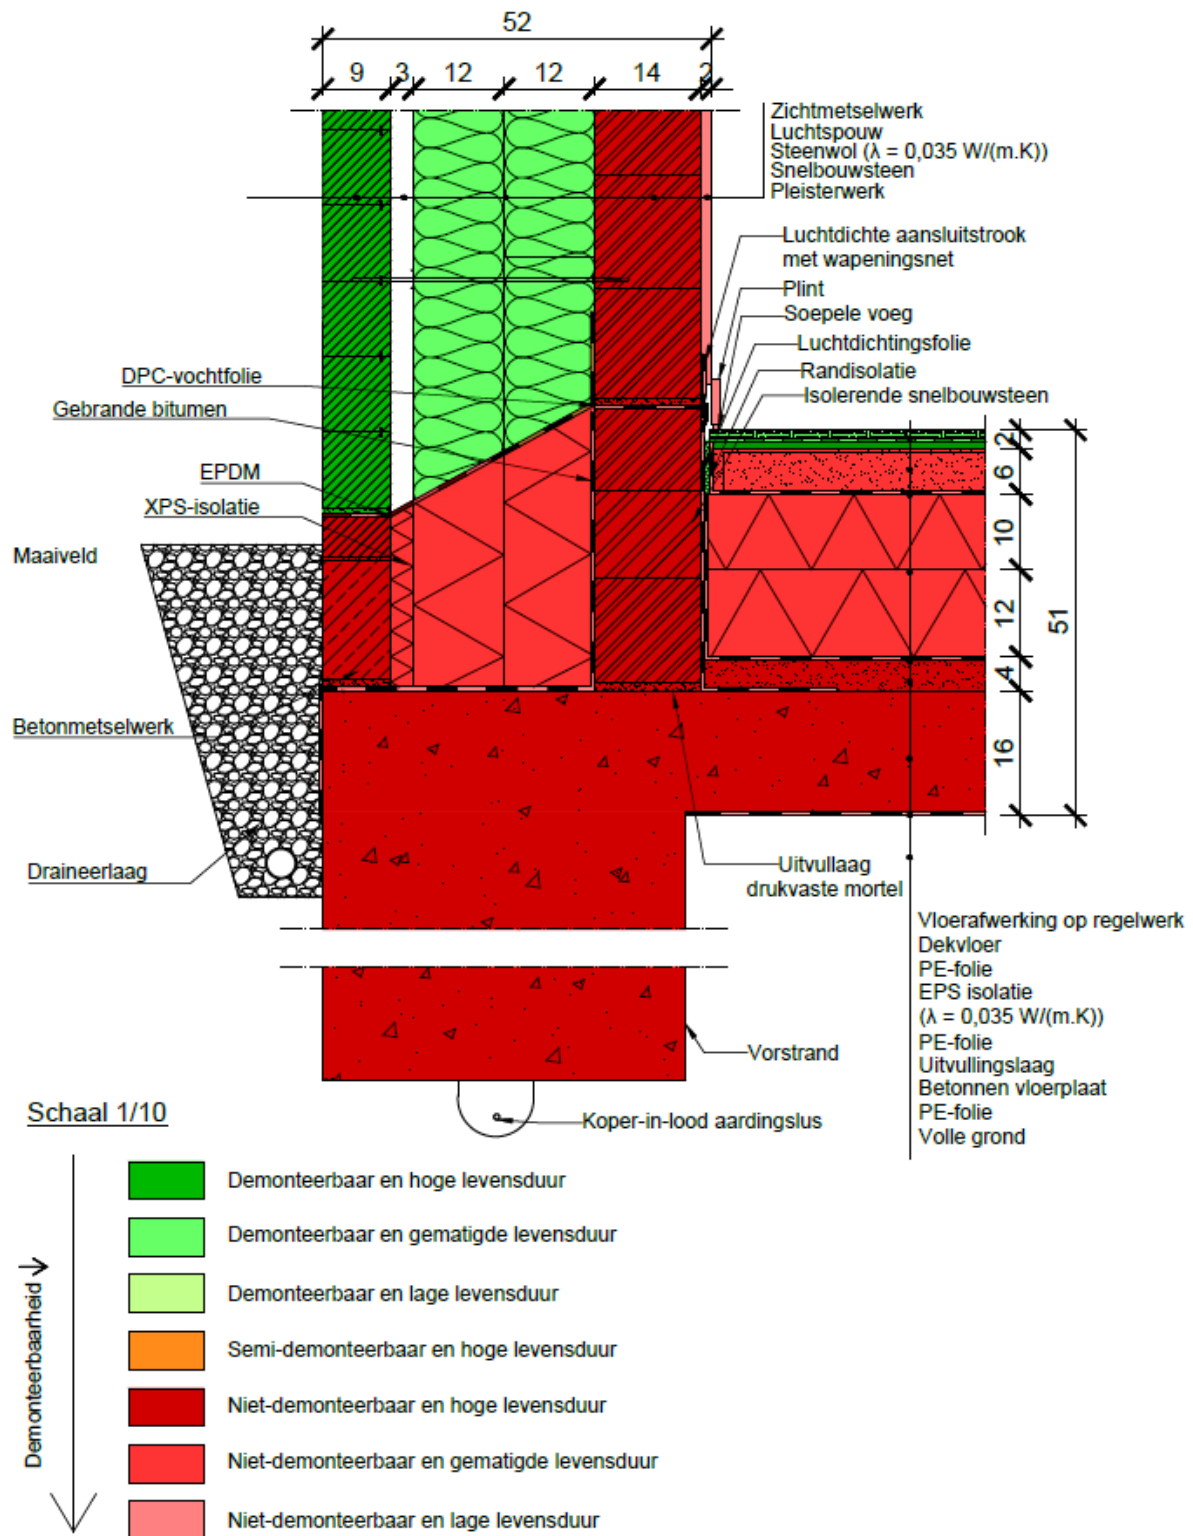 52
9 3 12 12 14 2
Zichtmetselwerk
Luchtspouw
Steenwol (λ = 0,035 W/(m.K))
Snelbouwsteen
Pleisterwerk
Luchtdichte aansluitstrook
met wapeningsnet
Plint
Soepele voeg
Luchtdichtingsfolie
Randisolatie
Isolerende snelbouwsteen
DPC-vochtfolie
Gebrande bitumen
EPDM
XPS-isolatie
Maaiveld
Betonmetselwerk
Draineerlaag
2
6
10
12
4
16
51
Uitvullaag
drukvaste mortel
Vloerafwerking op regelwerk
Dekvloer
PE-folie
EPS isolatie
(λ = 0,035 W/(m.K))
PE-folie
Uitvullingslaag
Betonnen vloerplaat
PE-folie
Volle grond
Vorstrand
Koper-in-lood aardingslus
Schaal 1/10
Demonteerbaarheid
Demonteerbaar en hoge levensduur
Demonteerbaar en gematigde levensduur
Demonteerbaar en lage levensduur
Semi-demonteerbaar en hoge levensduur
Niet-demonteerbaar en hoge levensduur
Niet-demonteerbaar en gematigde levensduur
Niet-demonteerbaar en lage levensduur